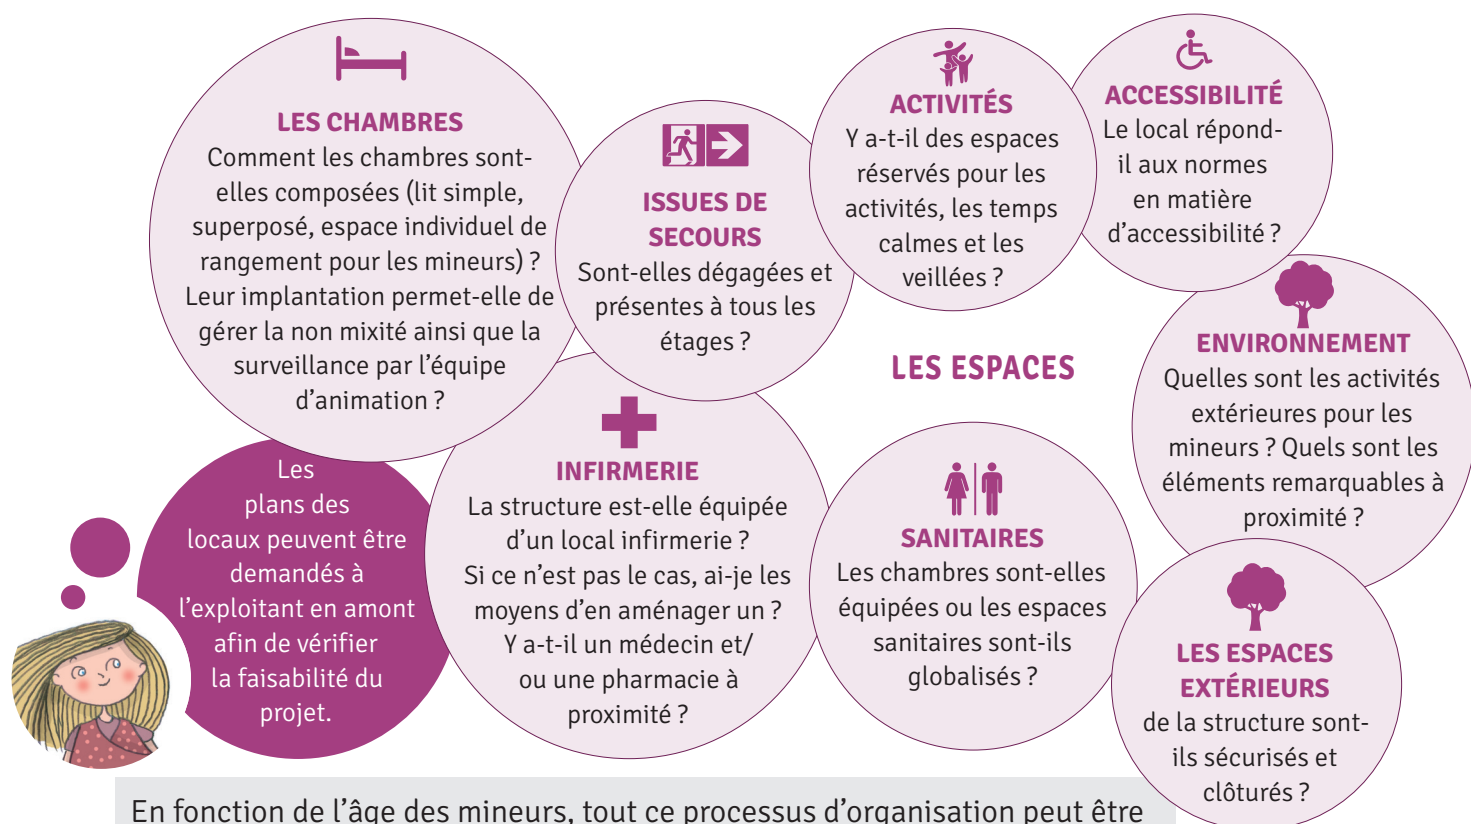 LES CHAMBRES
Comment les chambres sont-
elles composées (lit simple,
superposé, espace individuel de
rangement pour les mineurs) ?
Leur implantation permet-elle de
gérer la non mixité ainsi que la
surveillance par l’équipe
d’animation ?
ISSUES DE
SECOURS
Sont-elles dégagées et
présentes à tous les
étages ?
ACTIVITÉS
Y a-t-il des espaces
réservés pour les
activités, les temps
calmes et les
veillées ?
ACCESSIBILITÉ
Le local répond-
il aux normes
en matière
d’accessibilité ?
LES ESPACES
ENVIRONNEMENT
Quelles sont les activités
extérieures pour les
mineurs ? Quels sont les
éléments remarquables à
proximité ?
Les
plans des
locaux peuvent être
demandés à
l’exploitant en amont
afin de vérifier
la faisabilité du
projet.
INFIRMERIE
La structure est-elle équipée
d’un local infirmerie ?
Si ce n’est pas le cas, ai-je les
moyens d’en aménager un ?
Y a-t-il un médecin et/
ou une pharmacie à
proximité ?
SANITAIRES
Les chambres sont-elles
équipées ou les espaces
sanitaires sont-ils
globalisés ?
LES ESPACES
EXTÉRIEURS
de la structure sont-
ils sécurisés et
clôturés ?
En fonction de l’âge des mineurs, tout ce processus d’organisation peut être